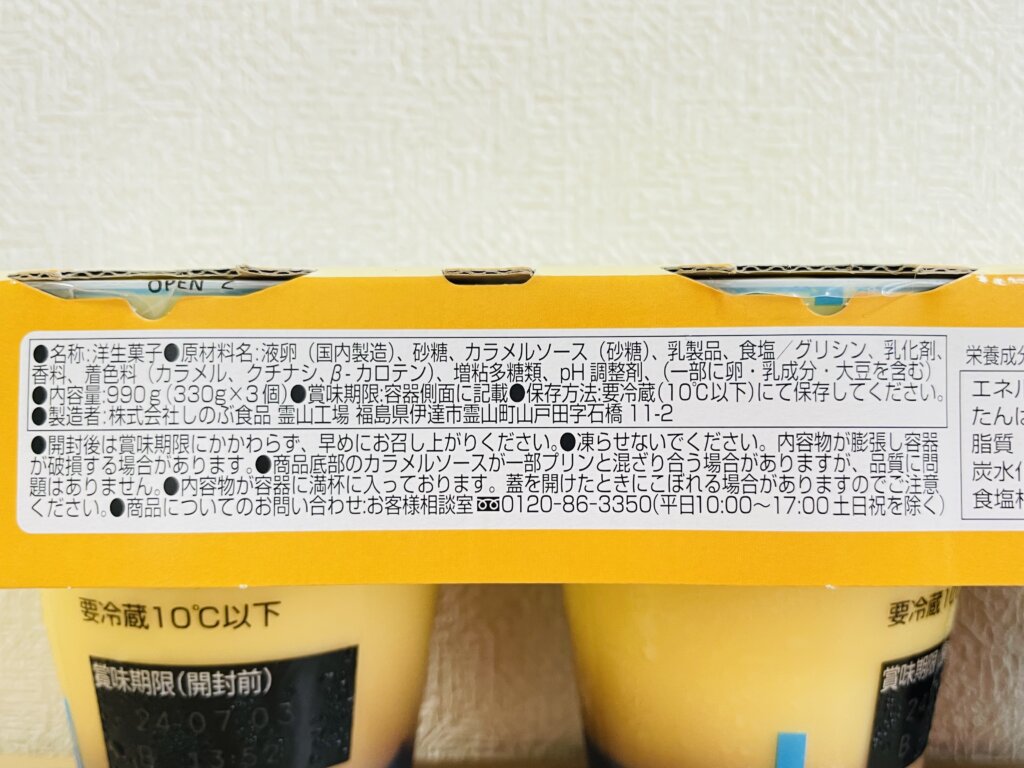 OPEN
●名称:洋生菓子●原材料名:液卵(国内製造)、砂糖、カラメルソース(砂糖)、乳製品、食塩/グリシン、乳化剤、
香料、着色料(カラメル、クチナシ、β-カロテン)、増粘多糖類、pH調整剤、(一部に卵・乳成分・大豆を含む)
●内容量:990g(330g×3個)●賞味期限:容器側面に記載●保存方法:要冷蔵(10℃以下)にて保存してください。
●製造者:株式会社しのぶ食品 霊山工場 福島県伊達市霊山町山戸田字石橋 11-2
●開封後は賞味期限にかかわらず、早めにお召し上がりください。●凍らせないでください。内容物が膨張し容器
が破損する場合があります。●商品底部のカラメルソースが一部プリンと混ざり合う場合がありますが、品質に問
題はありません。●内容物が容器に満杯に入っております。蓋を開けたときにこぼれる場合がありますのでご注意
ください。●商品についてのお問い合わせ:お客様相談室 0120-86-3350(平日10:00〜17:00 土日祝を除く)
栄養成分
エネル
たんぱ
脂質
炭水化
食塩相
要冷蔵10℃以下
賞味期限(開封前)
24 07 03
B 13:52
要冷蔵10
賞味期限
24
B